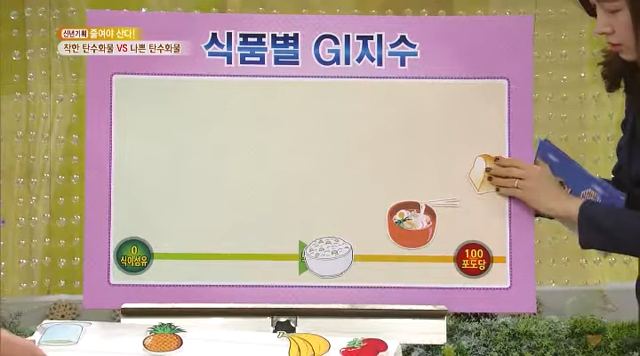 신년기획 줄여야 산다!
착한 탄수화물 VS 나쁜 탄수화물
식품별 GI지수
0
식이섬유
100
포도당